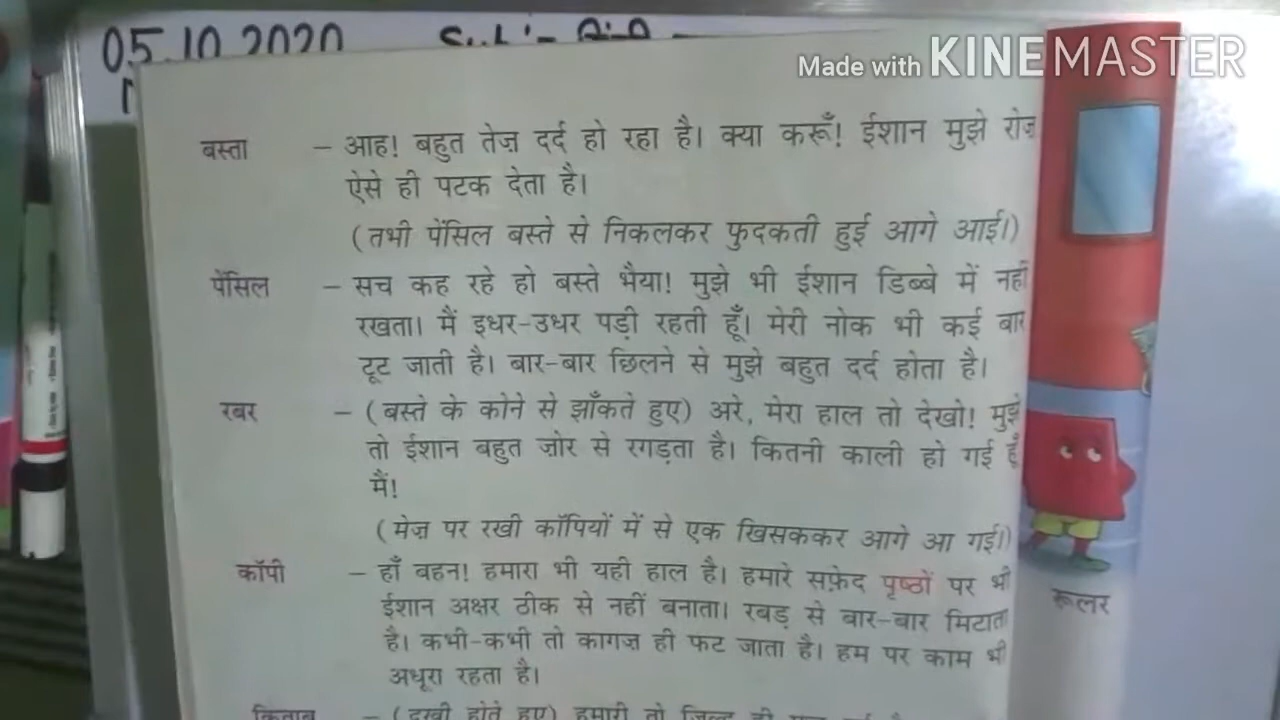 05.10.2020
Made with KINEMASTER
बस्ता – आह! बहुत तेज़ दर्द हो रहा है। क्या करूँ! ईशान मुझे रोज़
ऐसे ही पटक देता है।
(तभी पेंसिल बस्ते से निकलकर फुदकती हुई आगे आई।)
पेंसिल – सच कह रहे हो बस्ते भैया! मुझे भी ईशान डिब्बे में नहीं
रखता। मैं इधर-उधर पड़ी रहती हूँ। मेरी नोक भी कई बार
टूट जाती है। बार-बार छिलने से मुझे बहुत दर्द होता है।
रबर – (बस्ते के कोने से झाँकते हुए) अरे, मेरा हाल तो देखो! मुझे
तो ईशान बहुत ज़ोर से रगड़ता है। कितनी काली हो गई हूँ
मैं!
(मेज़ पर रखी कॉपियों में से एक खिसककर आगे आ गई।)
कॉपी – हाँ बहन! हमारा भी यही हाल है। हमारे सफ़ेद पृष्ठों पर भी
ईशान अक्षर ठीक से नहीं बनाता। रबड़ से बार-बार मिटाता
है। कभी-कभी तो कागज़ ही फट जाता है। हम पर काम भी
अधूरा रहता है।
किताब – (दुखी होते हुए) हमारी तो जिल्द ही
रूलर